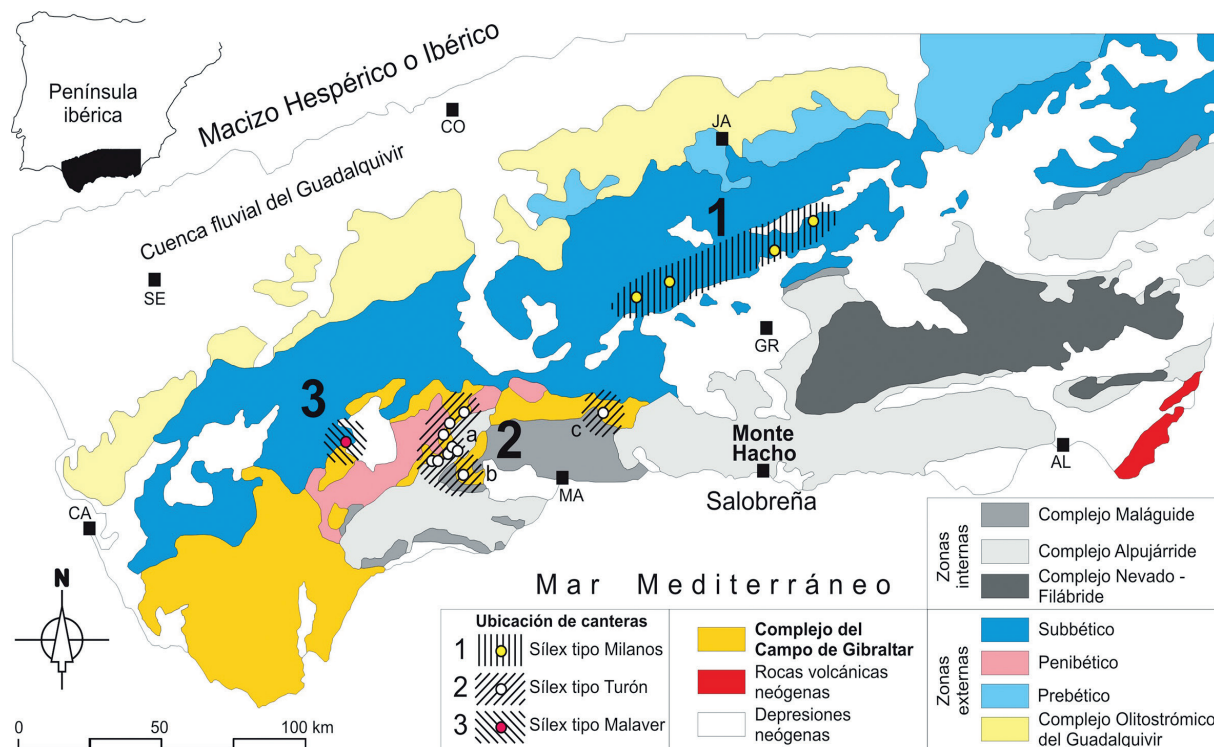 Península
ibérica
Macizo Hespérico o Ibérico
CO
JA
Cuenca fluvial del Guadalquivir
1
SE
GR
3
a
2
c
b
Monte
Hacho
AL
MA
Salobreña
CA
N
Mar Mediterráneo
Ubicación de canteras
1 Sílex tipo Milanos
2 Sílex tipo Turón
3 Sílex tipo Malaver
0 50 100 km
Complejo del
Campo de Gibraltar
Rocas volcánicas
neógenas
Depresiones
neógenas
Zonas
internas
Complejo Maláguide
Complejo Alpujárride
Complejo Nevado -
Filábride
Zonas
externas
Subbético
Penibético
Prebético
Complejo Olitostrómico
del Guadalquivir